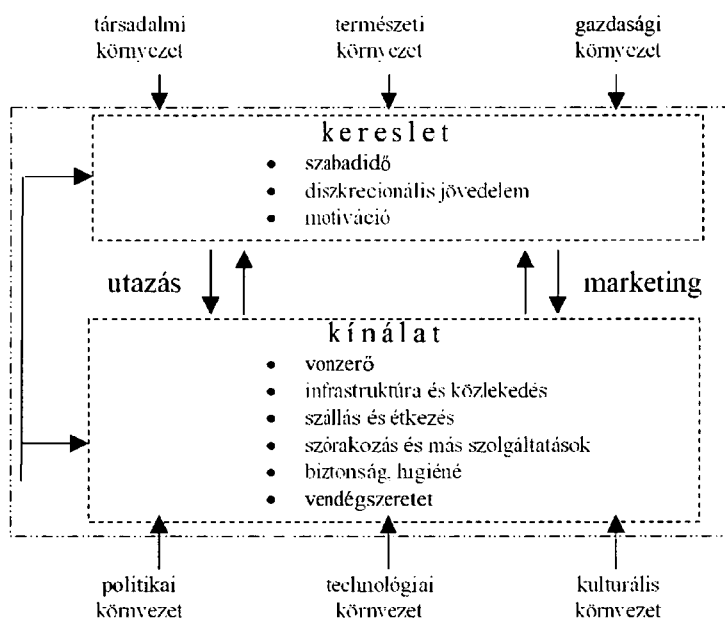 társadalmi
környezet
természeti
környezet
gazdasági
környezet
kereslet
• szabadidő
• diszkrecionális jövedelem
• motiváció
utazás
marketing
kínálat
• vonzerő
• infrastruktúra és közlekedés
• szállás és étkezés
• szórakozás és más szolgáltatások
• biztonság, higiéné
• vendégszeretet
politikai
környezet
technológiai
környezet
kulturális
környezet